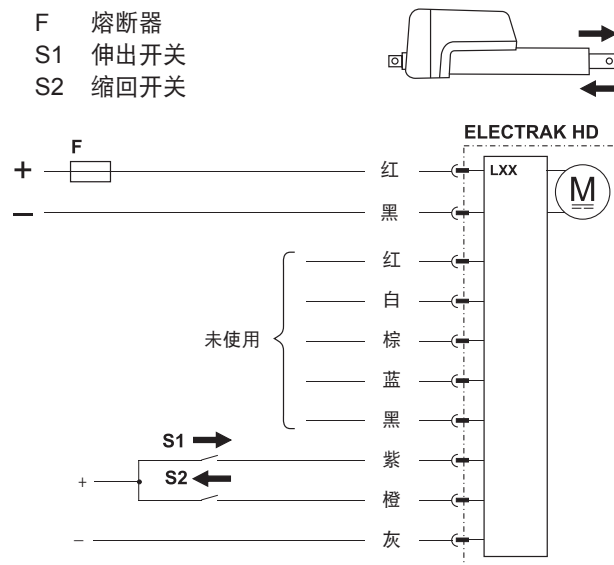 F 熔断器
S1 伸出开关
S2 缩回开关
ELECTRAK HD
F
+ 红 LXX
M
− 黑
红
白
未使用 棕
蓝
黑
S1 紫
+ S2
橙
− 灰